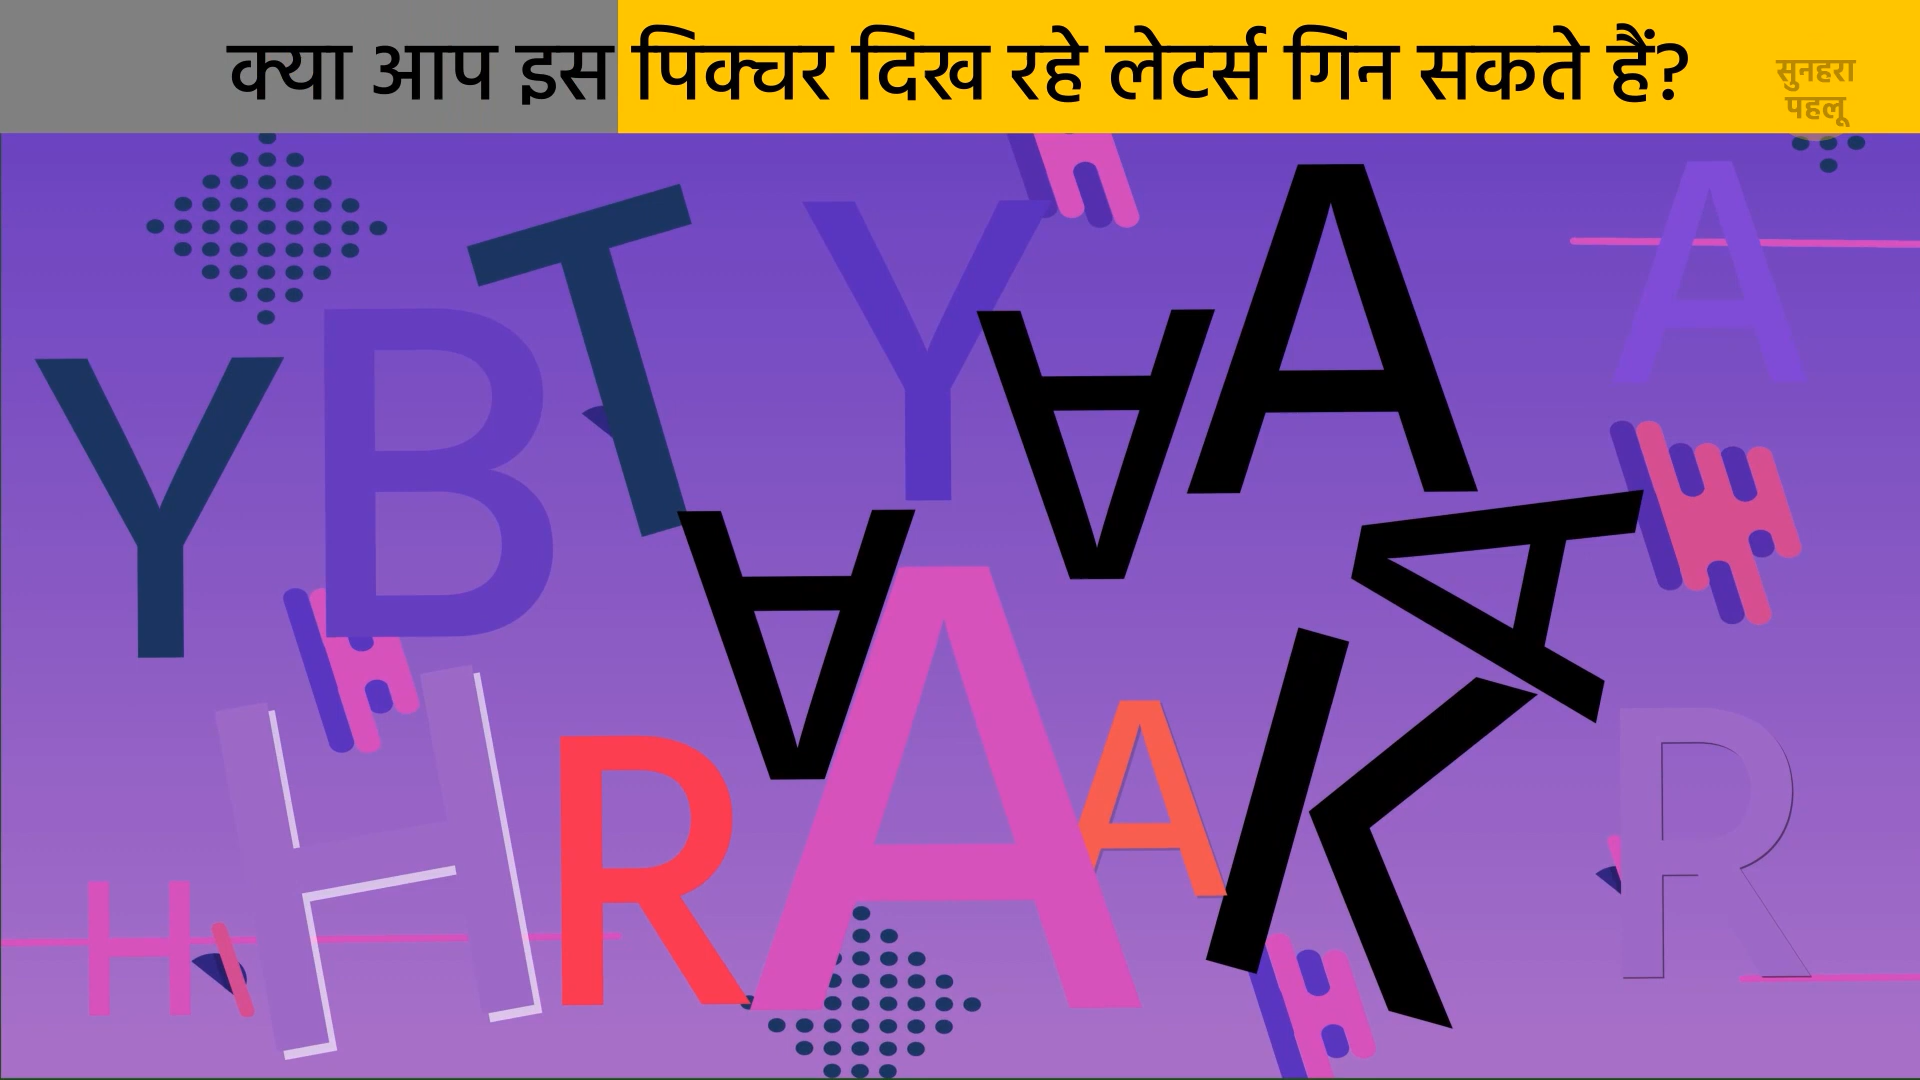 क्या आप इस पिक्चर दिख रहे लेटर्स गिन सकते हैं?
सुनहरा
पहलू
T Y A A
Y B A
A A
H R A A K R
H